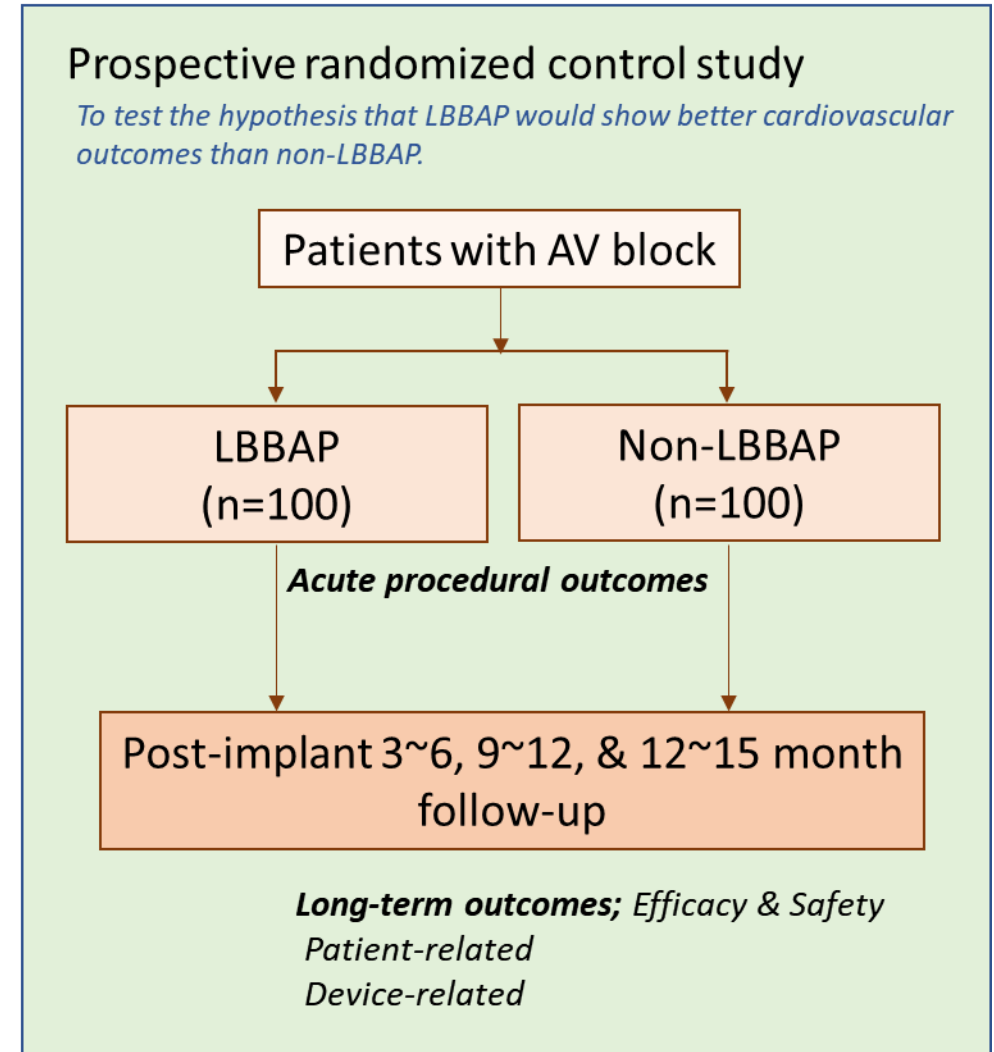 Prospective randomized control study
To test the hypothesis that LBBAP would show better cardiovascular
outcomes than non-LBBAP.
Patients with AV block
LBBAP
(n=100)
Non-LBBAP
(n=100)
Acute procedural outcomes
Post-implant 3~6, 9~12, & 12~15 month
follow-up
Long-term outcomes; Efficacy & Safety
Patient-related
Device-related